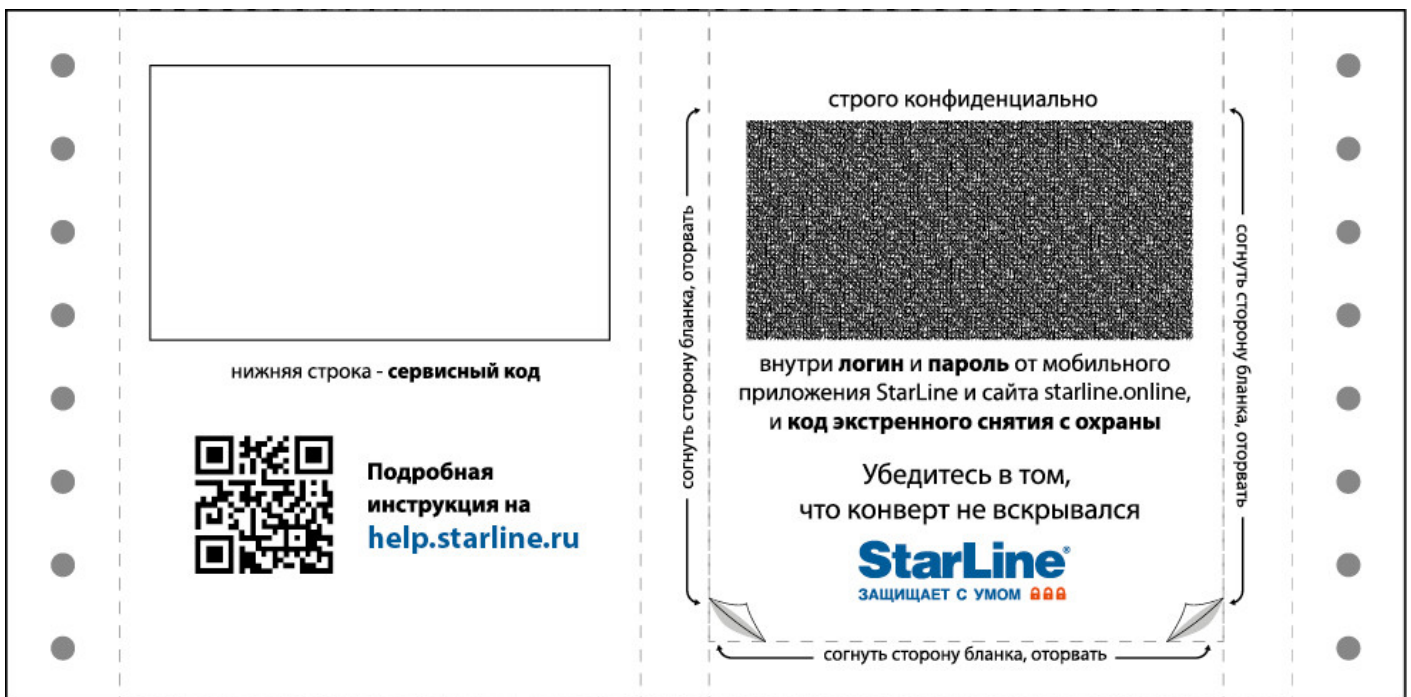 нижняя строка - сервисный код
Подробная
инструкция на
help.starline.ru
согнуть сторону бланка, оторвать
строго конфиденциально
внутри логин и пароль от мобильного
приложения StarLine и сайта starline.online,
и код экстренного снятия с охраны
Убедитесь в том,
что конверт не вскрывался
StarLine®
ЗАЩИЩАЕТ С УМОМ
согнуть сторону бланка, оторвать
согнуть сторону бланка, оторвать